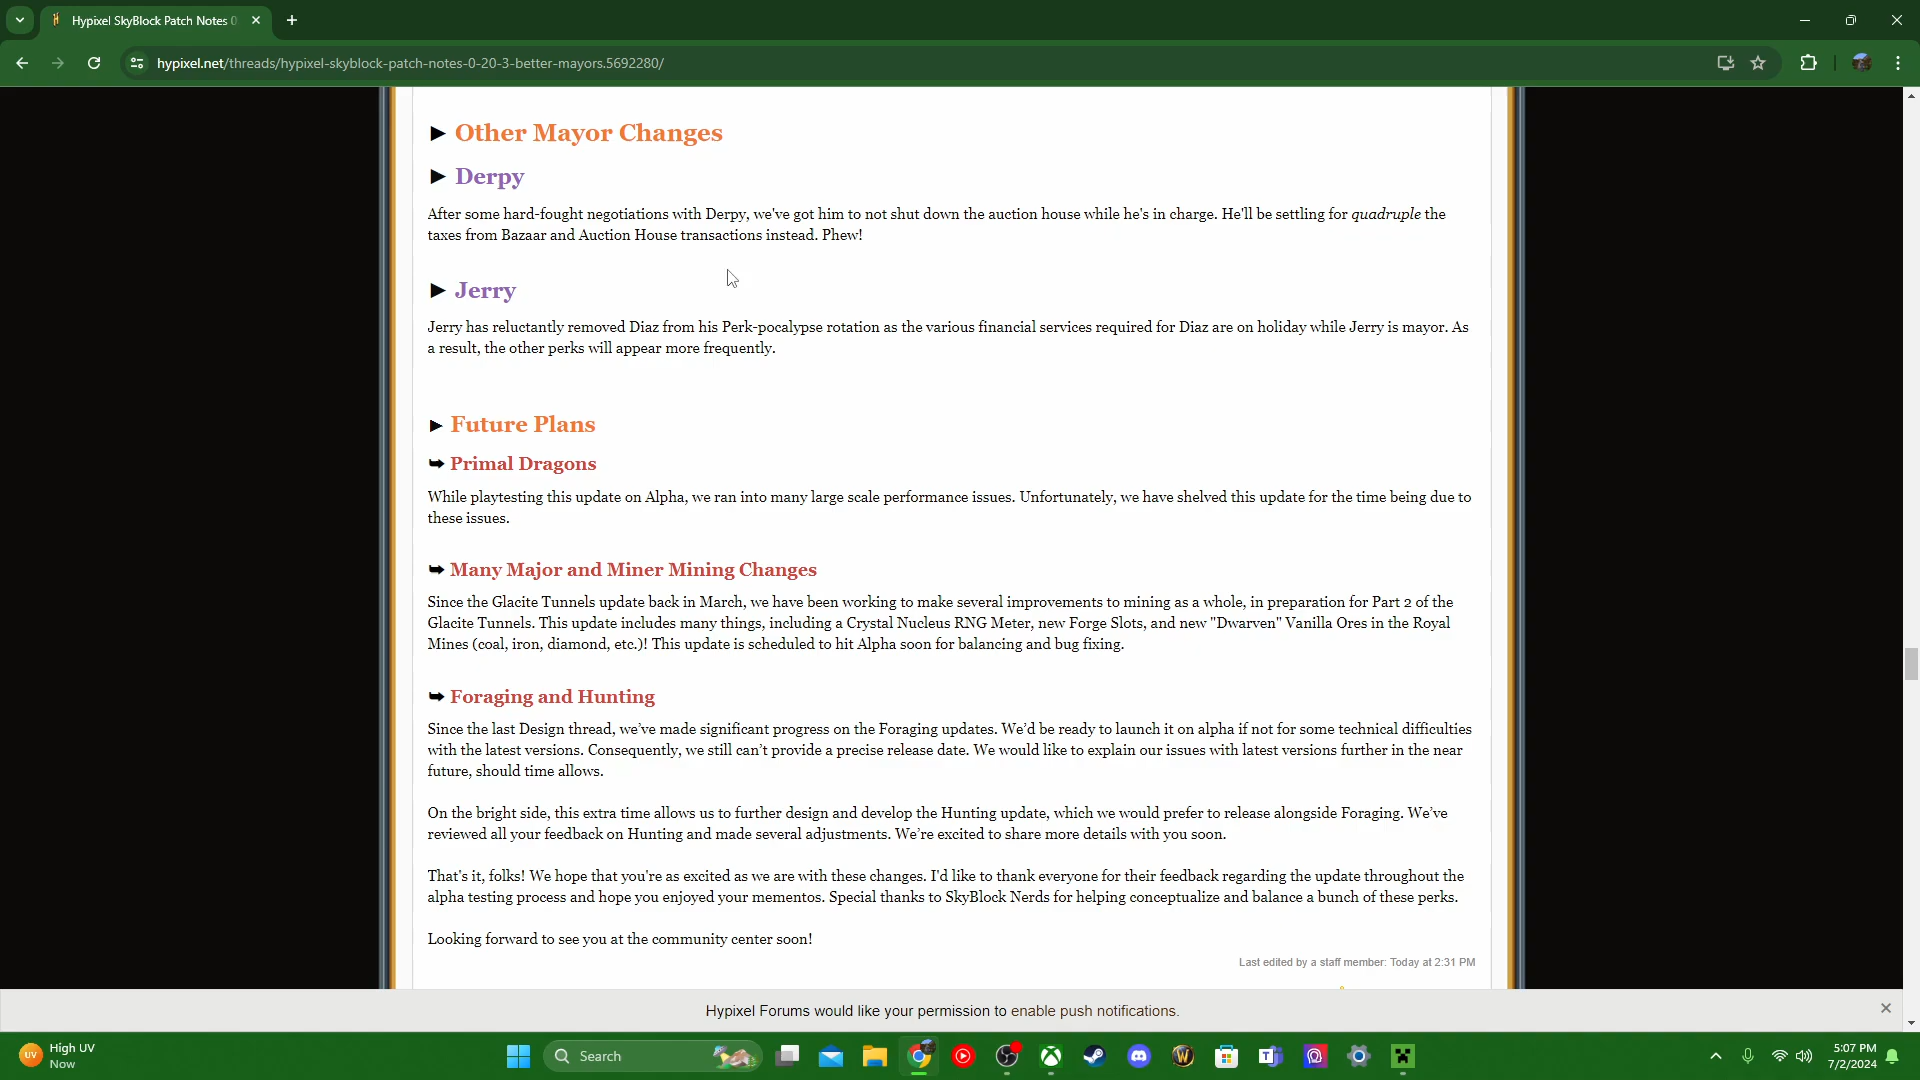 Hypixel SkyBlock Patch Notes 0
hypixel.net/threads/hypixel-skyblock-patch-notes-0-20-3-better-mayors.5692280/
► Other Mayor Changes
► Derpy
After some hard-fought negotiations with Derpy, we've got him to not shut down the auction house while he's in charge. He'll be settling for quadruple the
taxes from Bazaar and Auction House transactions instead. Phew!
► Jerry
Jerry has reluctantly removed Diaz from his Perk-pocalypse rotation as the various financial services required for Diaz are on holiday while Jerry is mayor. As
a result, the other perks will appear more frequently.
► Future Plans
➥ Primal Dragons
While playtesting this update on Alpha, we ran into many large scale performance issues. Unfortunately, we have shelved this update for the time being due to
these issues.
➥ Many Major and Miner Mining Changes
Since the Glacite Tunnels update back in March, we have been working to make several improvements to mining as a whole, in preparation for Part 2 of the
Glacite Tunnels. This update includes many things, including a Crystal Nucleus RNG Meter, new Forge Slots, and new "Dwarven" Vanilla Ores in the Royal
Mines (coal, iron, diamond, etc.)! This update is scheduled to hit Alpha soon for balancing and bug fixing.
➥ Foraging and Hunting
Since the last Design thread, we've made significant progress on the Foraging updates. We'd be ready to launch it on alpha if not for some technical difficulties
with the latest versions. Consequently, we still can't provide a precise release date. We would like to explain our issues with latest versions further in the near
future, should time allows.
On the bright side, this extra time allows us to further design and develop the Hunting update, which we would prefer to release alongside Foraging. We've
reviewed all your feedback on Hunting and made several adjustments. We're excited to share more details with you soon.
That's it, folks! We hope that you're as excited as we are with these changes. I'd like to thank everyone for their feedback regarding the update throughout the
alpha testing process and hope you enjoyed your mementos. Special thanks to SkyBlock Nerds for helping conceptualize and balance a bunch of these perks.
Looking forward to see you at the community center soon!
Last edited by a staff member: Today at 2:31 PM
Hypixel Forums would like your permission to enable push notifications.
UV
High UV
Now
Search
5:07 PM
7/2/2024